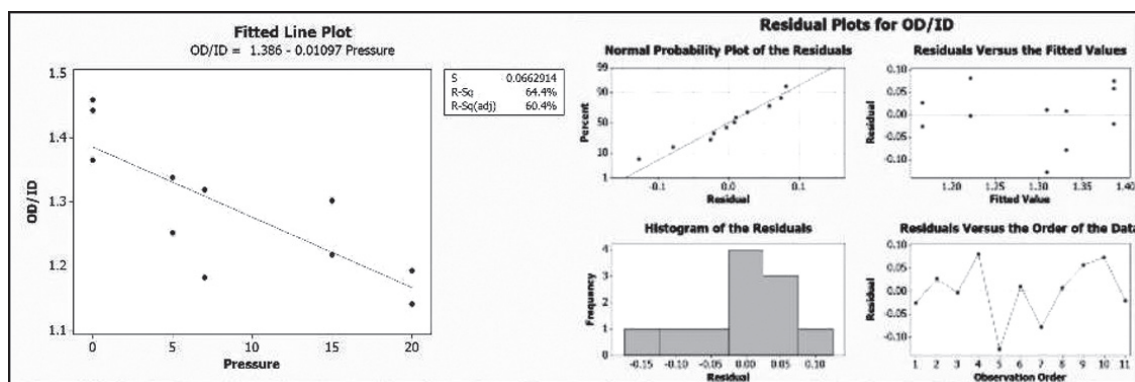 Fitted Line Plot
OD/ID = 1.386 - 0.01097 Pressure
S 0.0662914
R-Sq 64.4%
R-Sq(adj) 60.4%
1.5
1.4
1.3
1.2
1.1
OD/ID
0 5 10 15 20
Pressure
Residual Plots for OD/ID
Normal Probability Plot of the Residuals
99
90
50
10
1
Percent
-0.1 0.0 0.1
Residual
Residuals Versus the Fitted Values
0.10
0.05
0.00
-0.05
-0.10
Residual
1.20 1.25 1.30 1.35 1.40
Fitted Value
Histogram of the Residuals
4
3
2
1
0
Frequency
-0.15 -0.10 -0.05 0.00 0.05 0.10
Residual
Residuals Versus the Order of the Data
0.10
0.05
0.00
-0.05
-0.10
Residual
1 2 3 4 5 6 7 8 9 10 11
Observation Order